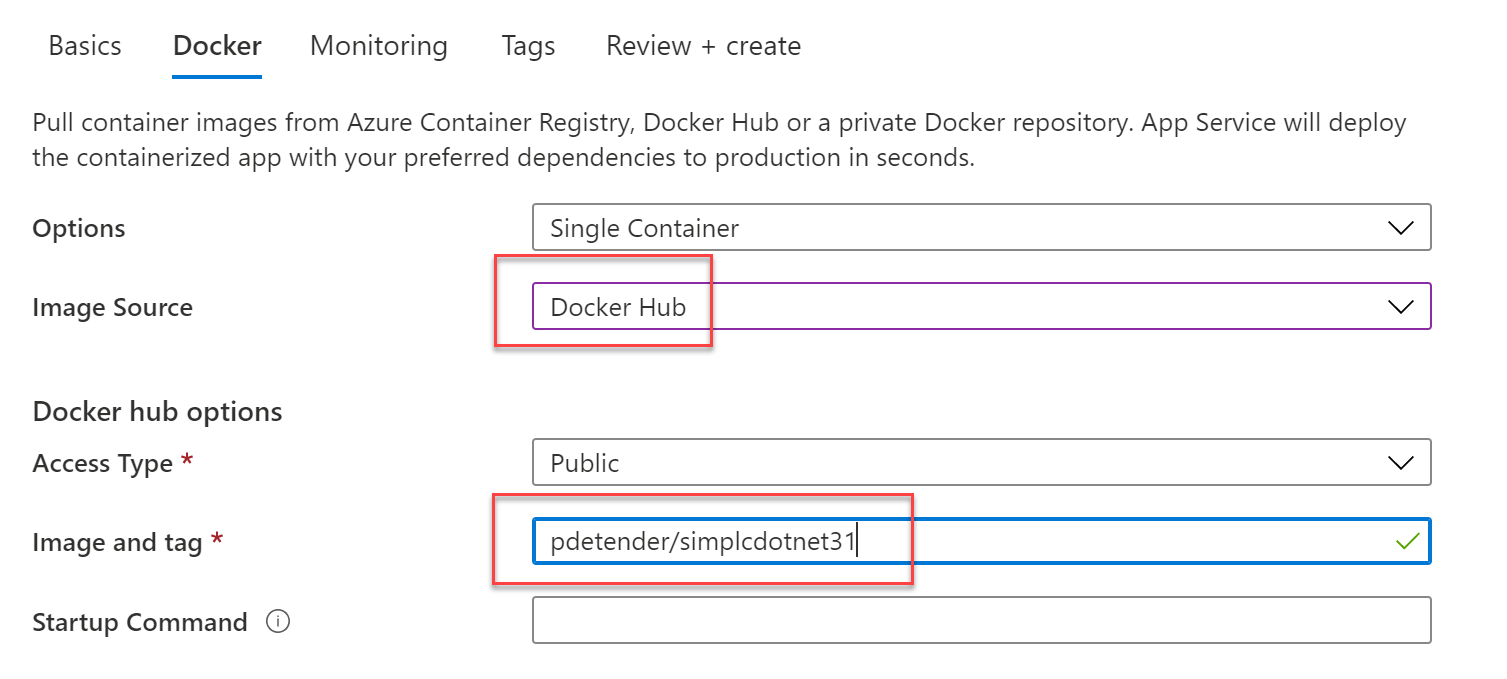 Basics Docker Monitoring Tags Review + create
Pull container images from Azure Container Registry, Docker Hub or a private Docker repository. App Service will deploy
the containerized app with your preferred dependencies to production in seconds.
Options Single Container
Image Source Docker Hub
Docker hub options
Access Type * Public
Image and tag * pdetender/simplcdotnet31
Startup Command